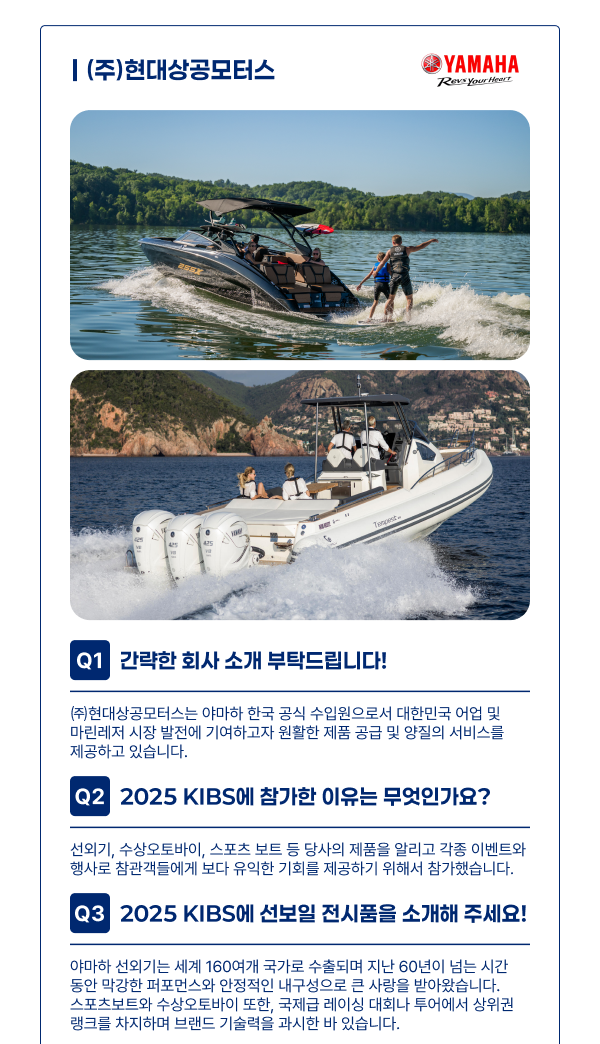 (주)현대상공모터스
YAMAHA
Revs Your Heart
255X
Tempest
425
425
425
Q1 간략한 회사 소개 부탁드립니다!
㈜현대상공모터스는 야마하 한국 공식 수입원으로서 대한민국 어업 및
마린레저 시장 발전에 기여하고자 원활한 제품 공급 및 양질의 서비스를
제공하고 있습니다.
Q2 2025 KIBS에 참가한 이유는 무엇인가요?
선외기, 수상오토바이, 스포츠 보트 등 당사의 제품을 알리고 각종 이벤트와
행사로 참관객들에게 보다 유익한 기회를 제공하기 위해서 참가했습니다.
Q3 2025 KIBS에 선보일 전시품을 소개해 주세요!
야마하 선외기는 세계 160여개 국가로 수출되며 지난 60년이 넘는 시간
동안 막강한 퍼포먼스와 안정적인 내구성으로 큰 사랑을 받아왔습니다.
스포츠보트와 수상오토바이 또한, 국제급 레이싱 대회나 투어에서 상위권
랭크를 차지하며 브랜드 기술력을 과시한 바 있습니다.